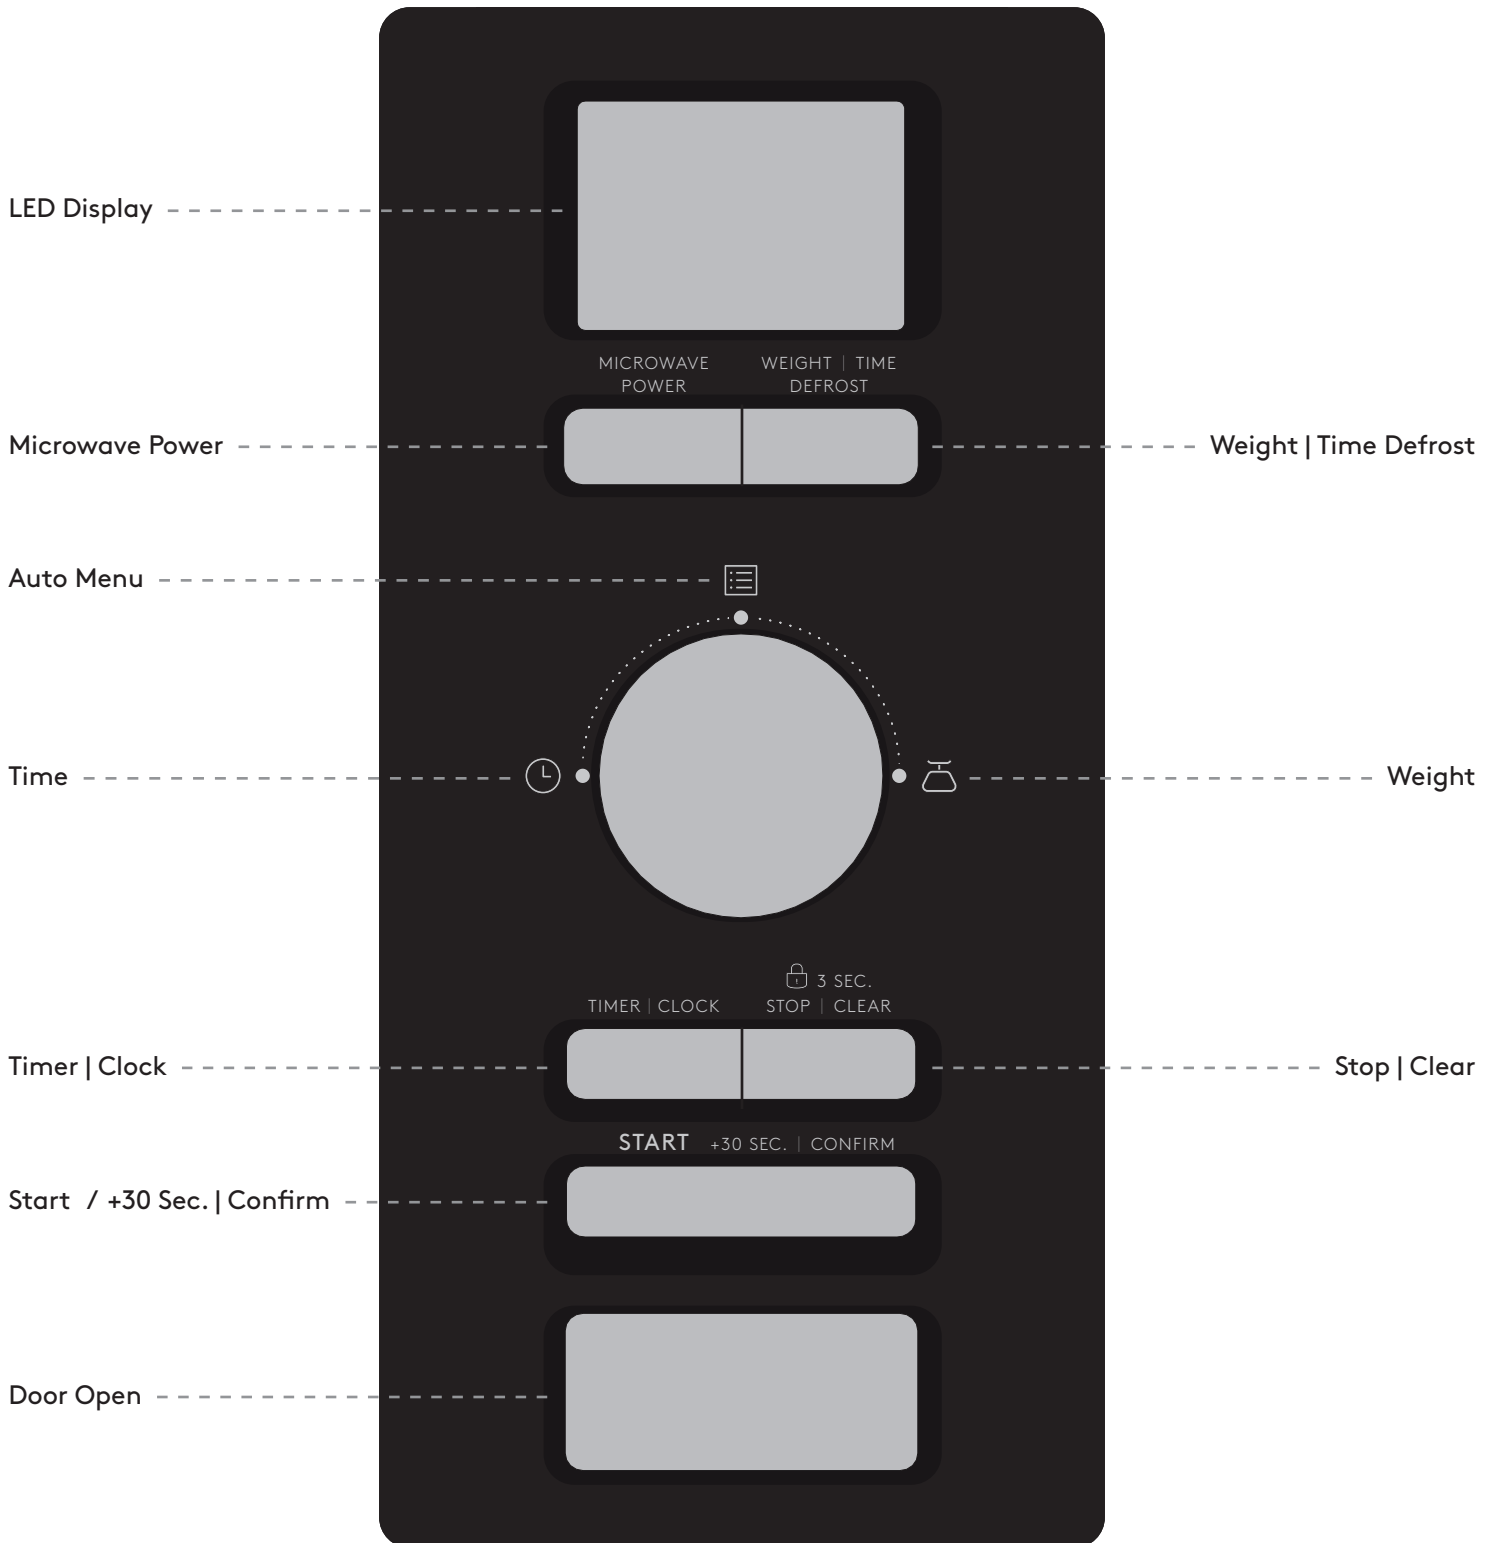 LED Display
MICROWAVE
POWER
WEIGHT | TIME
DEFROST
Microwave Power
Weight | Time Defrost
Auto Menu
Time
Weight
3 SEC.
TIMER | CLOCK
STOP | CLEAR
Timer | Clock
Stop | Clear
START +30 SEC. | CONFIRM
Start / +30 Sec. | Confirm
Door Open